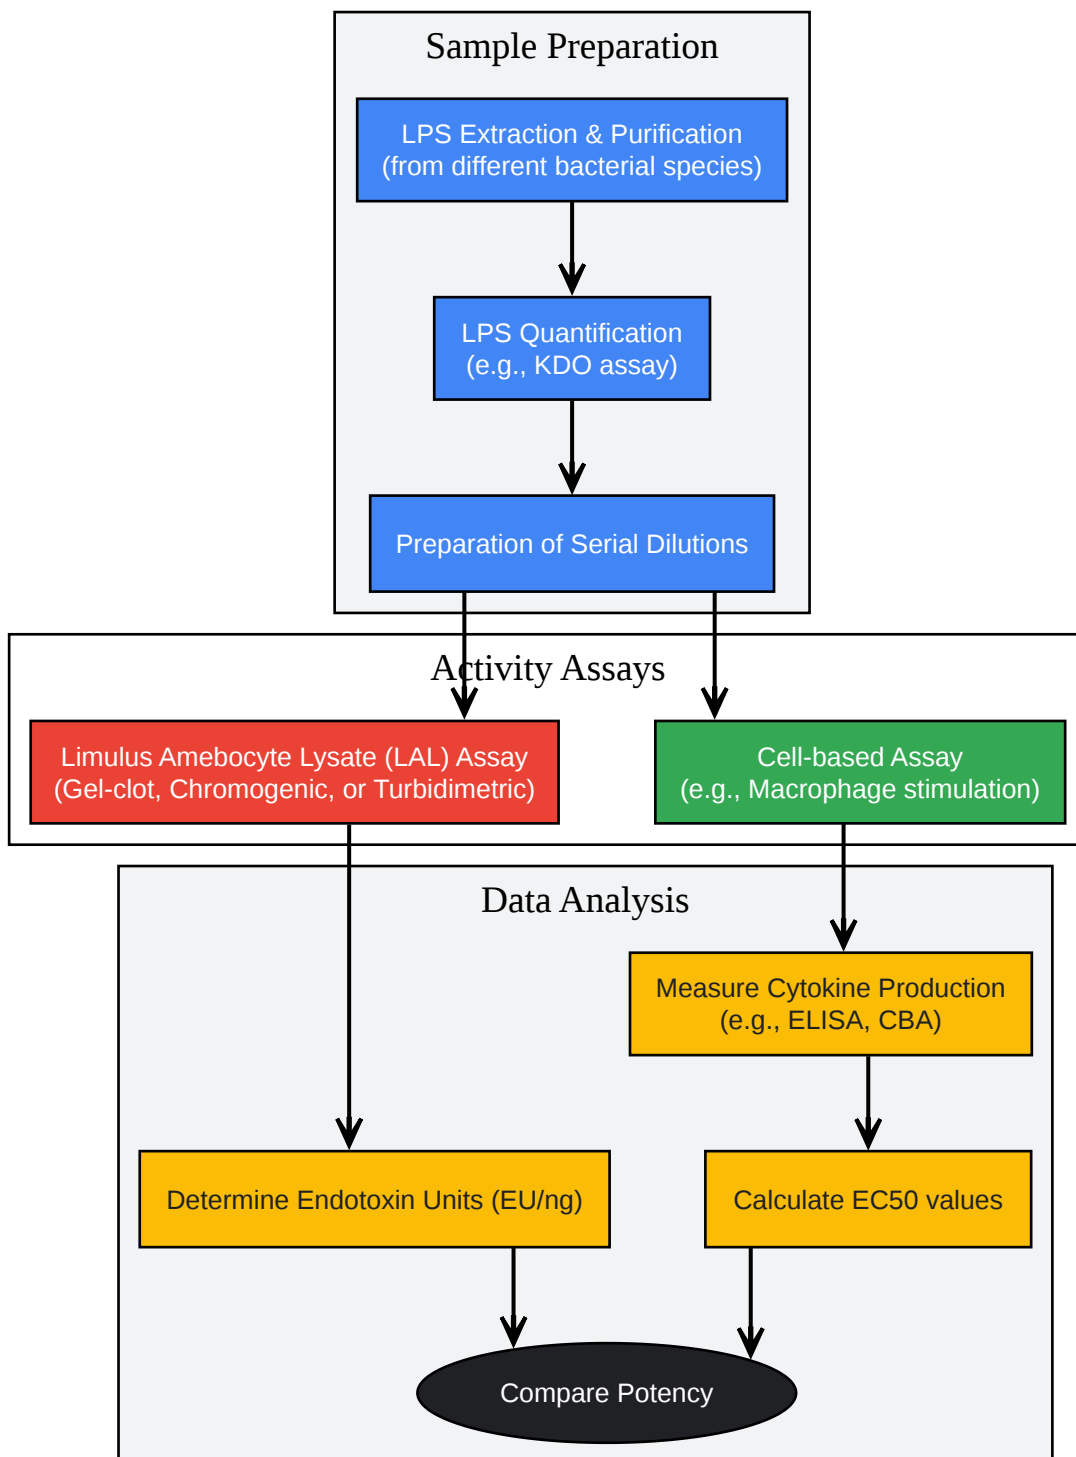 Sample Preparation
LPS Extraction & Purification
(from different bacterial species)
LPS Quantification
(e.g., KDO assay)
Preparation of Serial Dilutions
Activity Assays
Limulus Amebocyte Lysate (LAL) Assay
(Gel-clot, Chromogenic, or Turbidimetric)
Cell-based Assay
(e.g., Macrophage stimulation)
Data Analysis
Measure Cytokine Production
(e.g., ELISA, CBA)
Determine Endotoxin Units (EU/ng)
Calculate EC50 values
Compare Potency